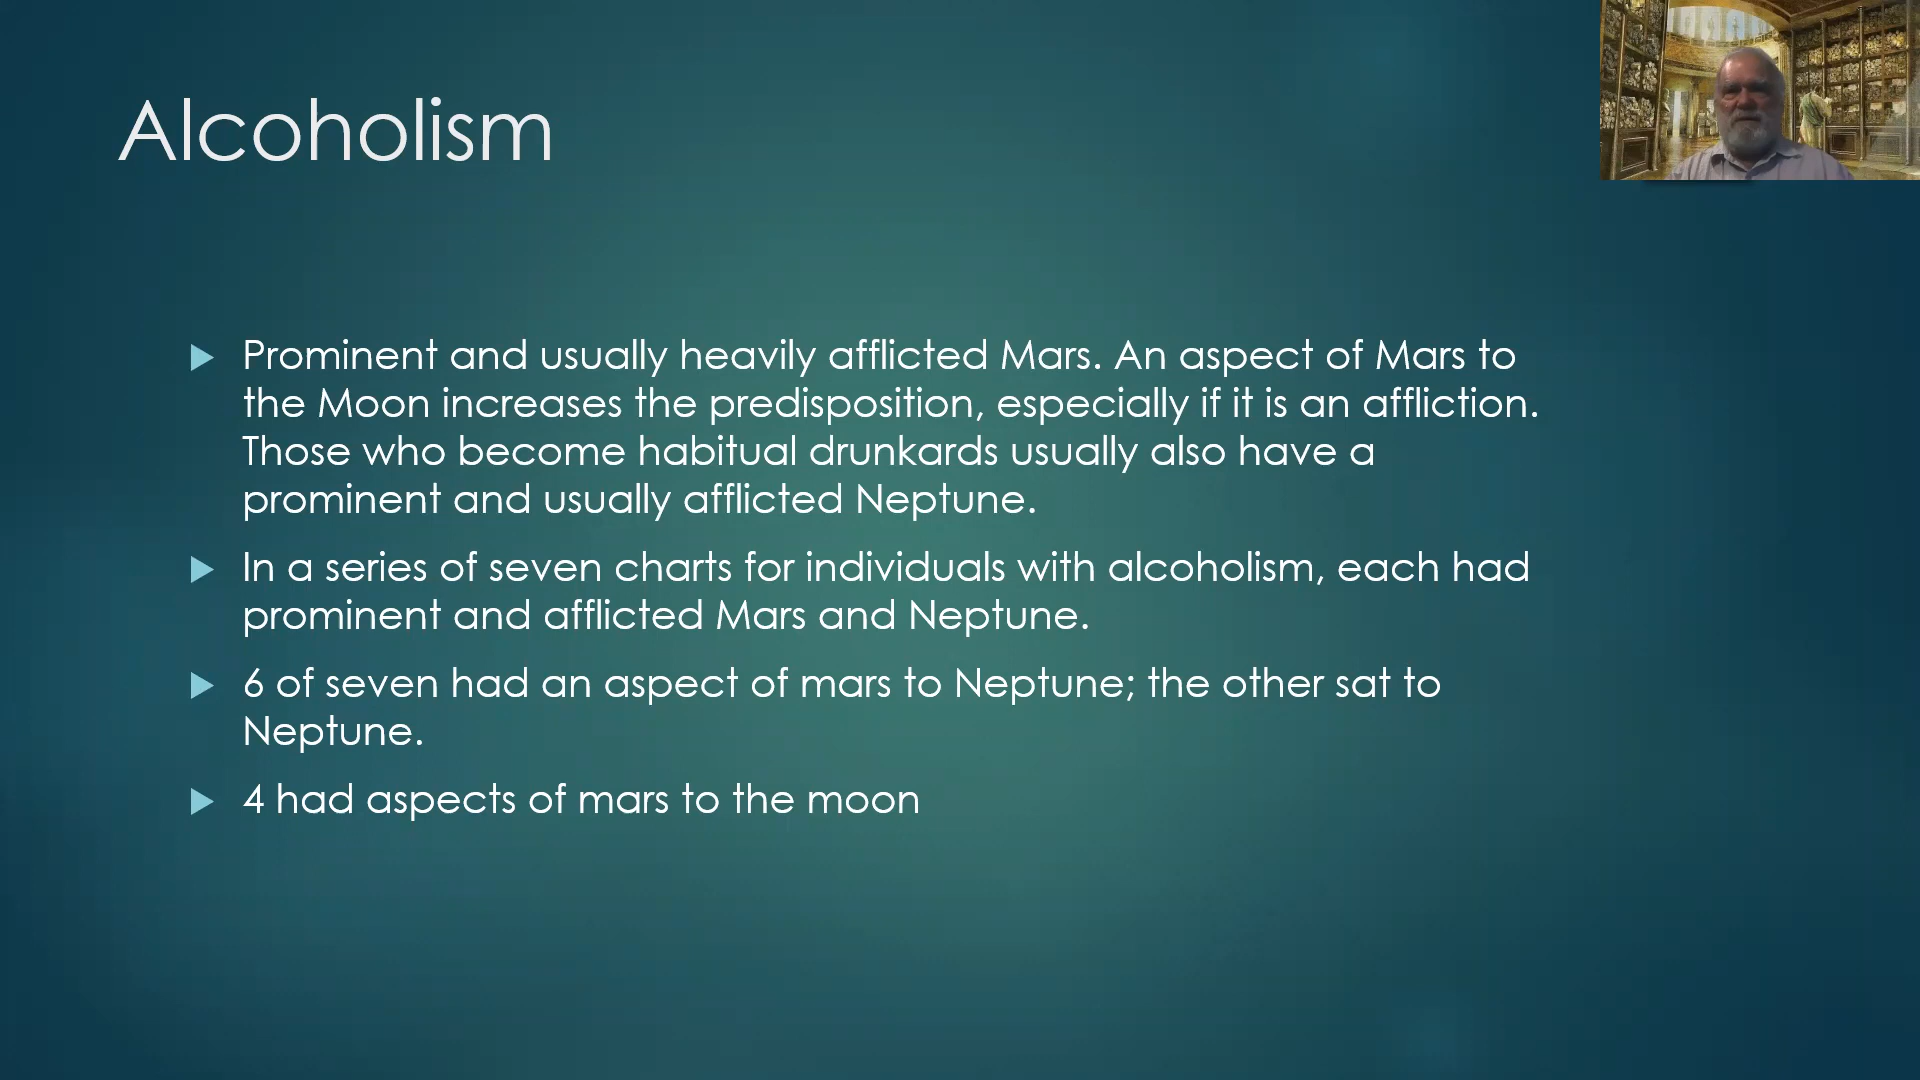 Alcoholism
Prominent and usually heavily afflicted Mars. An aspect of Mars to
the Moon increases the predisposition, especially if it is an affliction.
Those who become habitual drunkards usually also have a
prominent and usually afflicted Neptune.
In a series of seven charts for individuals with alcoholism, each had
prominent and afflicted Mars and Neptune.
6 of seven had an aspect of mars to Neptune; the other sat to
Neptune.
4 had aspects of mars to the moon